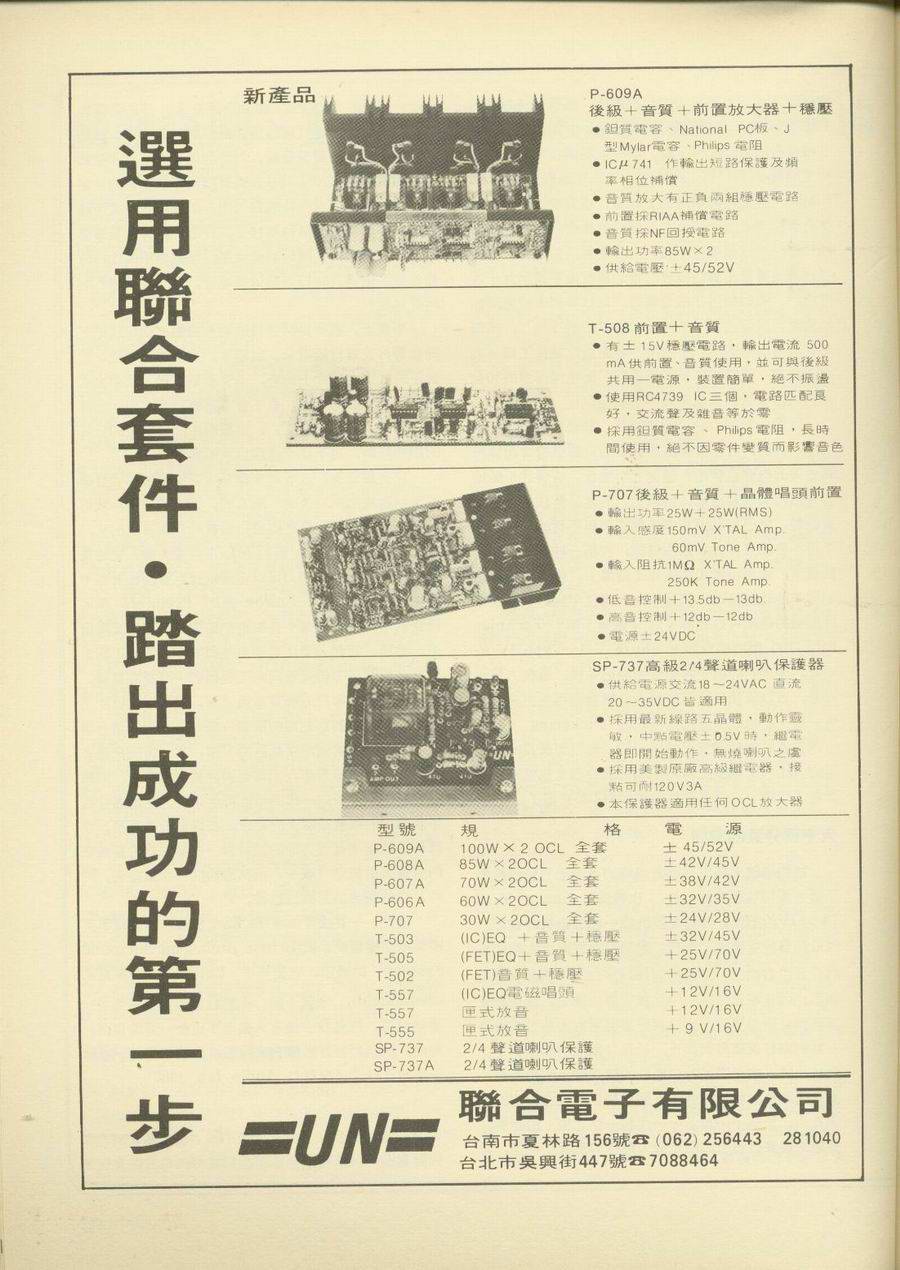 選用聯合套件・踏出成功的第一步
新產品
P-609A
後級＋音質＋前置放大器＋穩壓
● 鉭質電容、National PC板、J
型Mylar電容、Philips 電阻
● ICμ741 作輸出短路保護及頻
率相位補償
● 音質放大有正負兩組穩壓電路
● 前置採RIAA補償電路
● 音質採NF回授電路
● 輸出功率85W×2
● 供給電壓±45/52V
T-508 前置＋音質
● 有±15V穩壓電路，輸出電流 500
mA供前置、音質使用，並可與後級
共用一電源，裝置簡單，絕不振盪
● 使用RC4739 IC三個，電路匹配良
好，交流聲及雜音等於零
● 採用鉭質電容、Philips電阻，長時
間使用，絕不因零件變質而影響音色
P-707後級＋音質＋晶體唱頭前置
● 輸出功率25W＋25W(RMS)
● 輸入感度150mV X'TAL Amp.
60mV Tone Amp.
● 輸入阻抗1MΩ X'TAL Amp.
250K Tone Amp.
● 低音控制＋13.5db—13db
● 高音控制＋12db—12db
● 電源±24VDC
SP-737高級2/4聲道喇叭保護器
● 供給電源交流18～24VAC 直流
20～35VDC皆適用
● 採用最新線路五晶體，動作靈
敏，中點電壓±0.5V時，繼電
器即開始動作，無燒喇叭之慮
● 採用美製原廠高級繼電器，接
點可耐120V3A
● 本保護器適用任何OCL放大器
型號 規格 電源
P-609A 100W×2 OCL 全套 ± 45/52V
P-608A 85W×2OCL 全套 ±42V/45V
P-607A 70W×2OCL 全套 ±38V/42V
P-606A 60W×2OCL 全套 ±32V/35V
P-707 30W×2OCL 全套 ±24V/28V
T-503 (IC)EQ ＋音質＋穩壓 ±32V/45V
T-505 (FET)EQ＋音質＋穩壓 ＋25V/70V
T-502 (FET)音質＋穩壓 ＋25V/70V
T-557 (IC)EQ電磁唱頭 ＋12V/16V
T-557 匣式放音 ＋12V/16V
T-555 匣式放音 ＋ 9 V/16V
SP-737 2/4 聲道喇叭保護
SP-737A 2/4 聲道喇叭保護
=UN= 聯合電子有限公司
台南市夏林路156號☎(062)256443 281040
台北市吳興街447號☎7088464